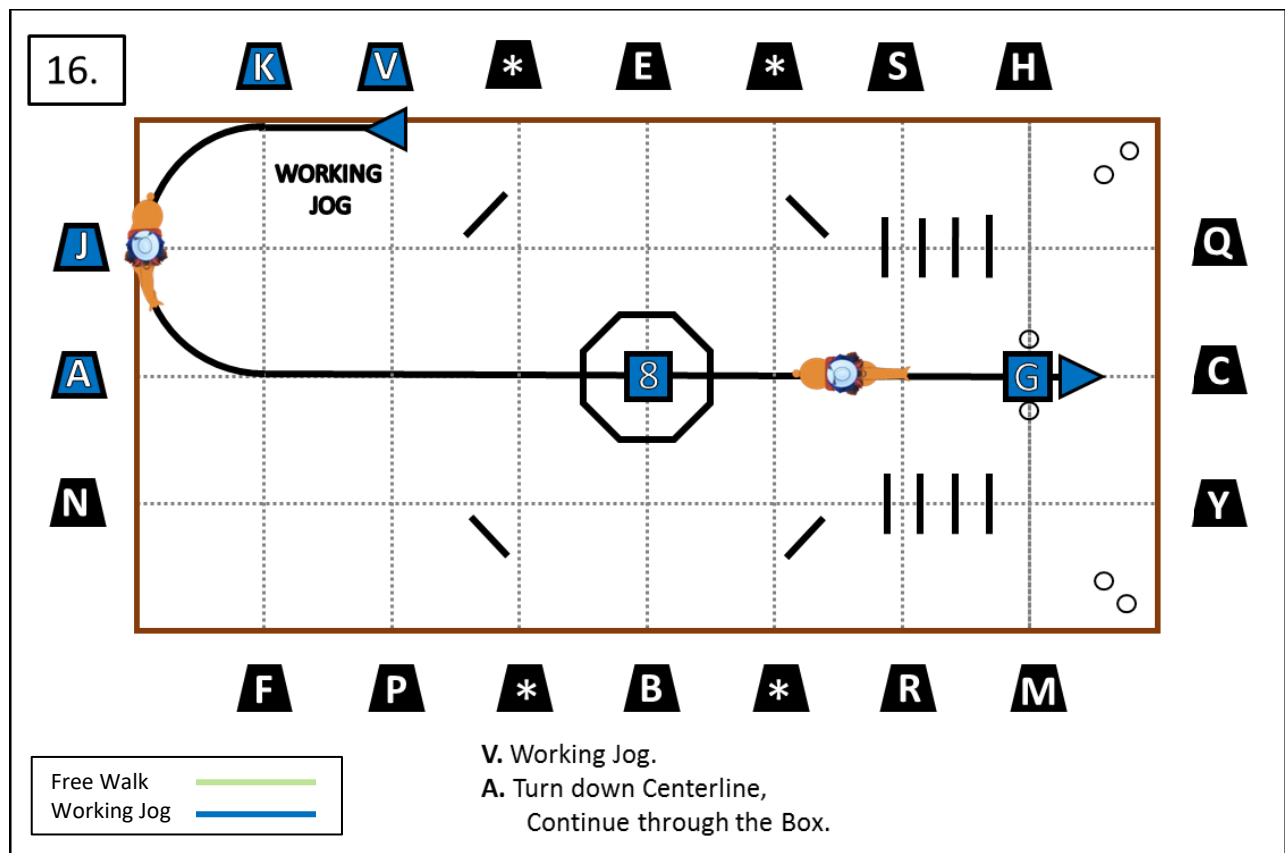 16.
K V * E * S H
WORKING
JOG
J Q
A 8 G C
N Y
F P * B * R M
V. Working Jog.
A. Turn down Centerline,
Continue through the Box.
Free Walk
Working Jog